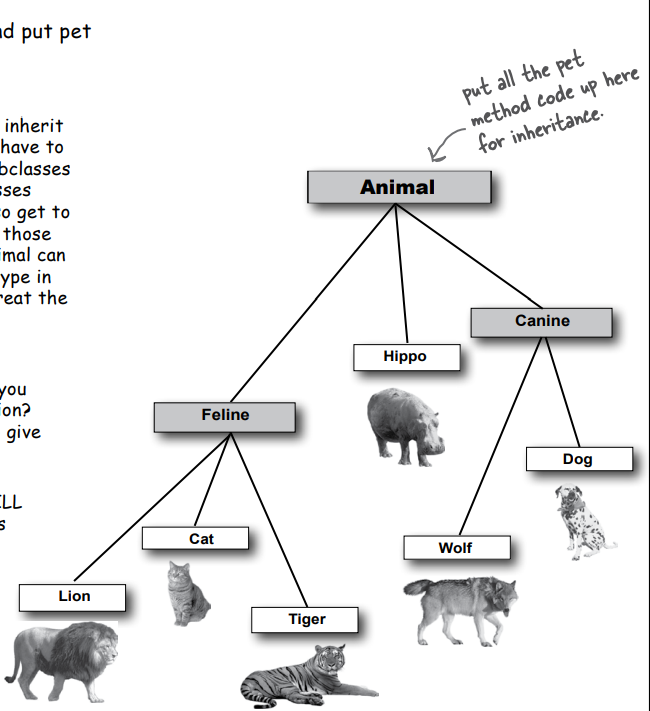 nd put pet
inherit
have to
bclasses
sses
o get to
those
imal can
ype in
reat the
you
ion?
give
LL
s
put all the pet
method code up here
for inheritance.
Animal
Canine
Hippo
Feline
Dog
Cat
Wolf
Lion
Tiger